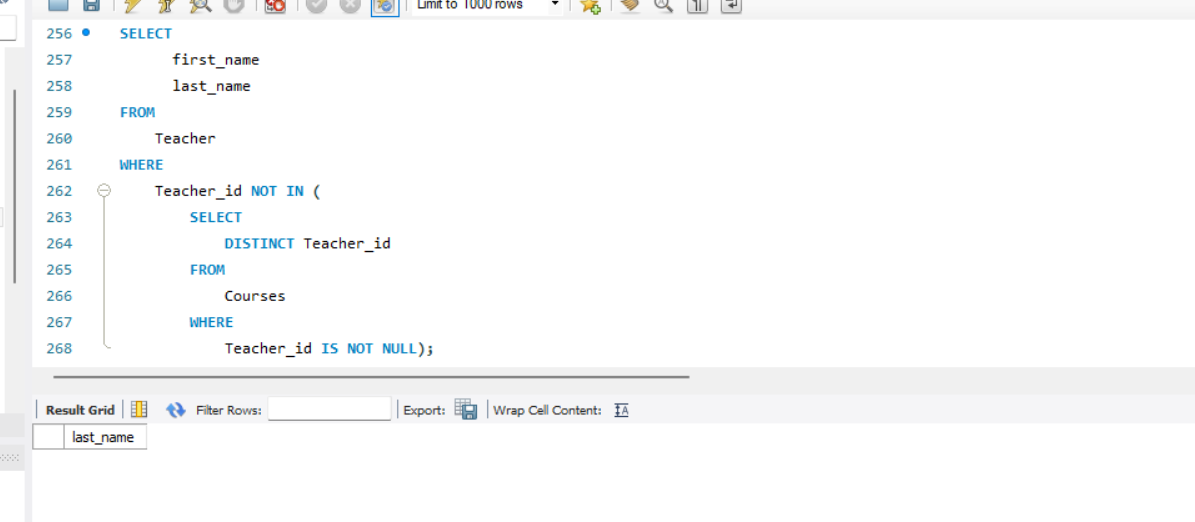 Limit to 1000 rows
256 SELECT
257 first_name
258 last_name
259 FROM
260 Teacher
261 WHERE
262 Teacher_id NOT IN (
263 SELECT
264 DISTINCT Teacher_id
265 FROM
266 Courses
267 WHERE
268 Teacher_id IS NOT NULL);
Result Grid Filter Rows: Export: Wrap Cell Content: IA
last_name